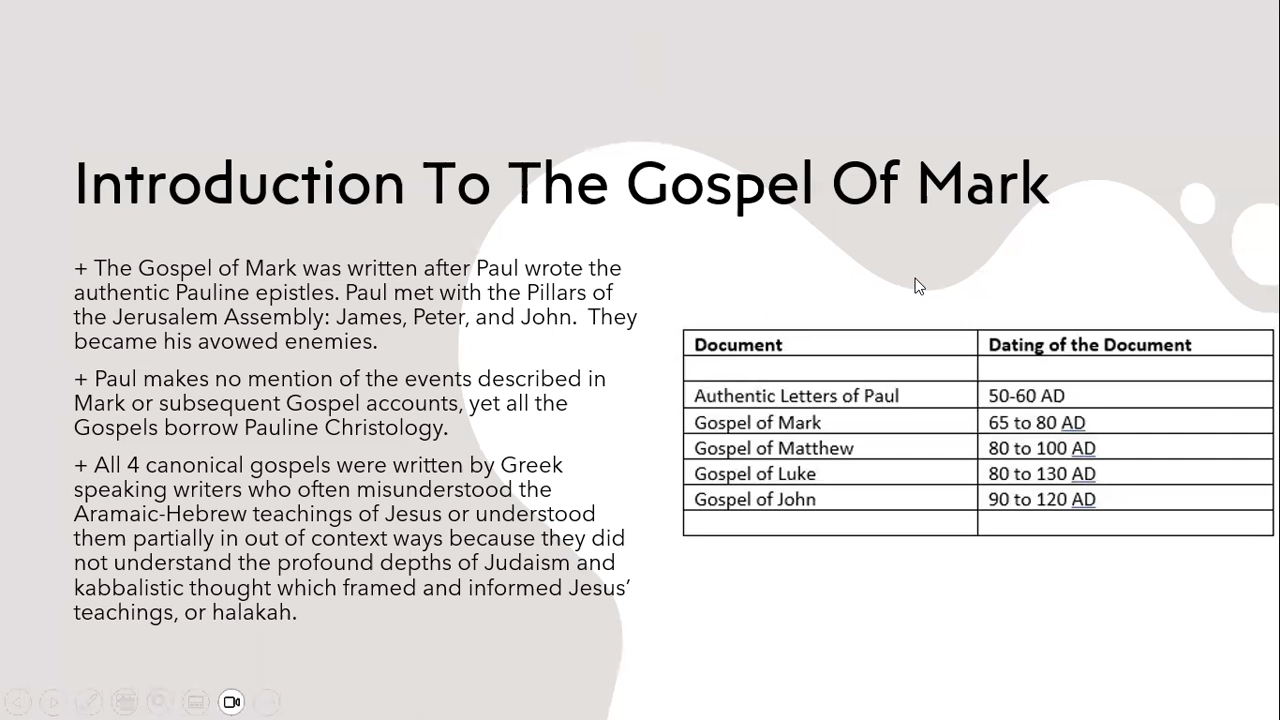 Introduction To The Gospel Of Mark
+ The Gospel of Mark was written after Paul wrote the
authentic Pauline epistles. Paul met with the Pillars of
the Jerusalem Assembly: James, Peter, and John.  They
became his avowed enemies.
+ Paul makes no mention of the events described in
Mark or subsequent Gospel accounts, yet all the
Gospels borrow Pauline Christology.
+ All 4 canonical gospels were written by Greek
speaking writers who often misunderstood the
Aramaic-Hebrew teachings of Jesus or understood
them partially in out of context ways because they did
not understand the profound depths of Judaism and
kabbalistic thought which framed and informed Jesus’
teachings, or halakah.
Document Dating of the Document
Authentic Letters of Paul 50-60 AD
Gospel of Mark 65 to 80 AD
Gospel of Matthew 80 to 100 AD
Gospel of Luke 80 to 130 AD
Gospel of John 90 to 120 AD